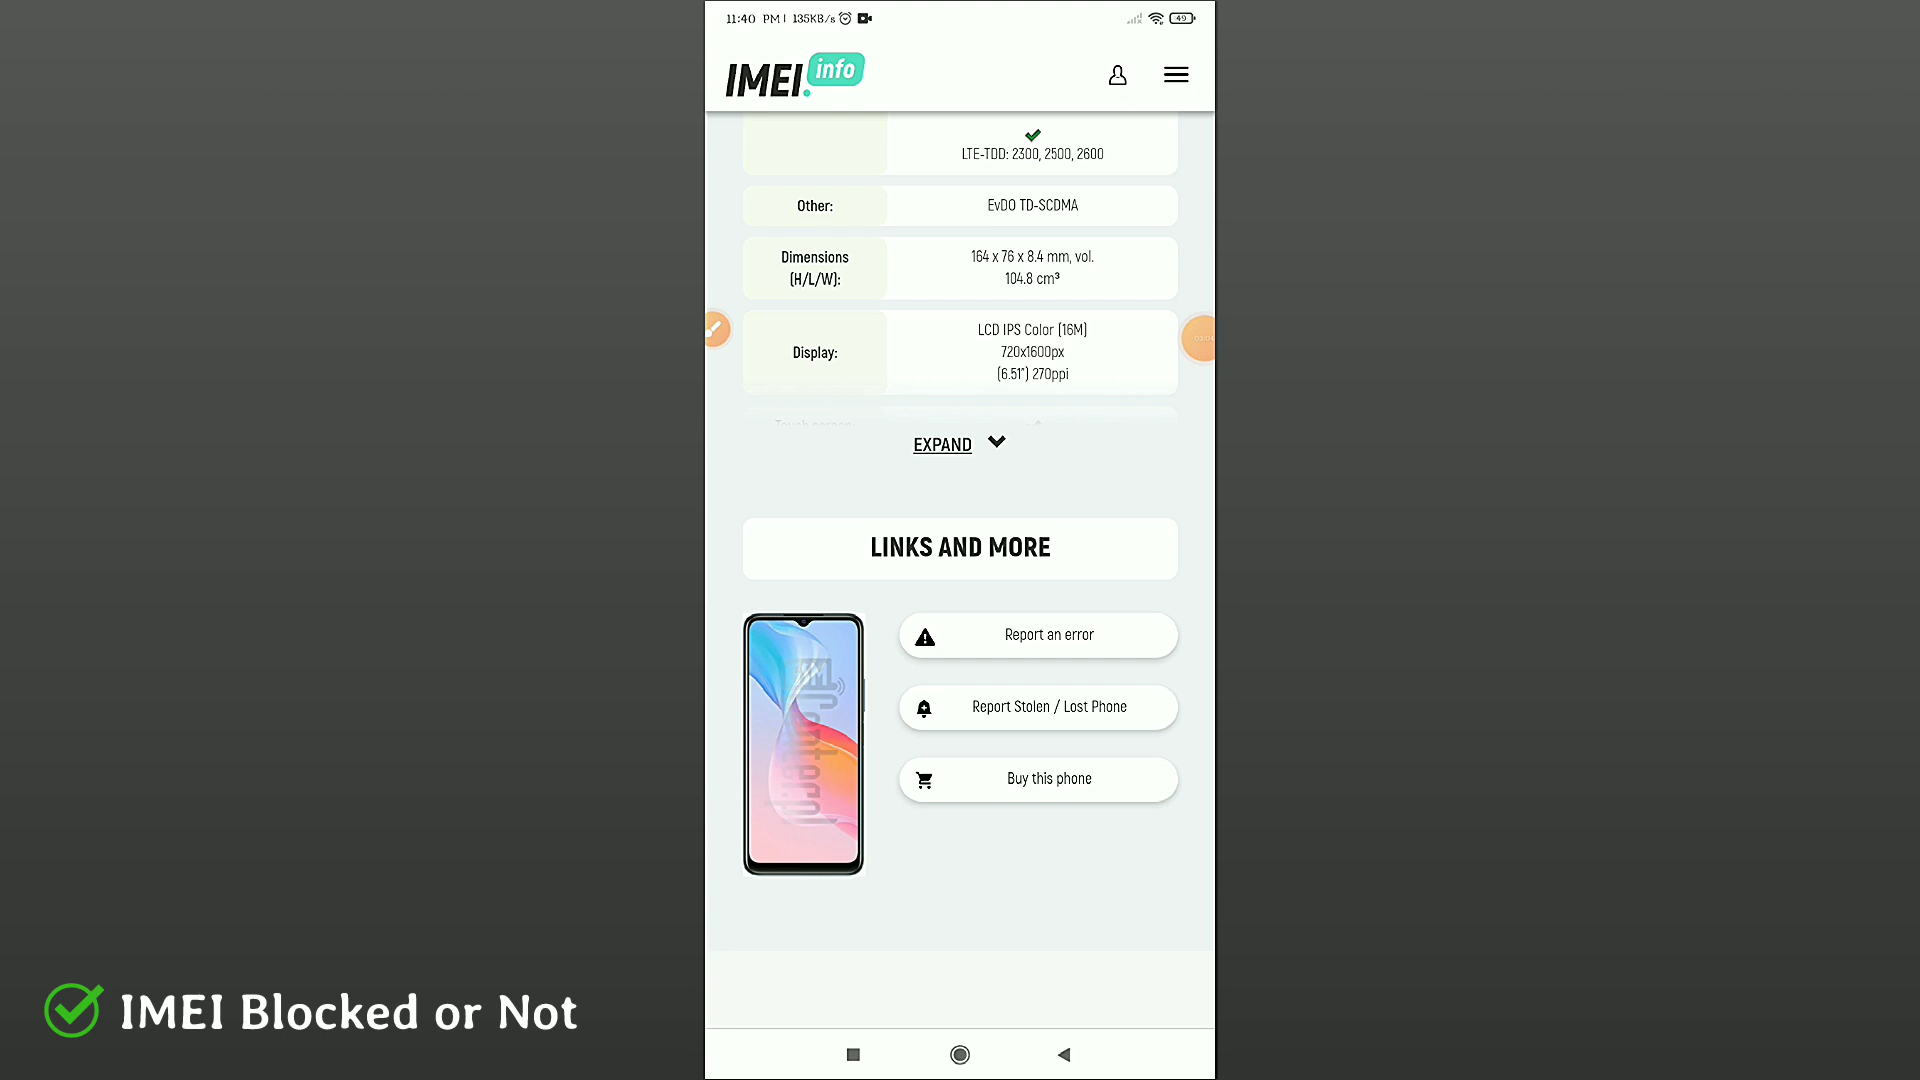 11:40 PM | 135KB/s
49
IMEI.info
LTE-TDD: 2300, 2500, 2600
Other:
EvDO TD-SCDMA
Dimensions
(H/L/W):
164 x 76 x 8.4 mm, vol.
104.8 cm³
Display:
LCD IPS Color (16M)
720x1600px
(6.51") 270ppi
Touch screen:
EXPAND
LINKS AND MORE
Report an error
Report Stolen / Lost Phone
Buy this phone
IMEI Blocked or Not